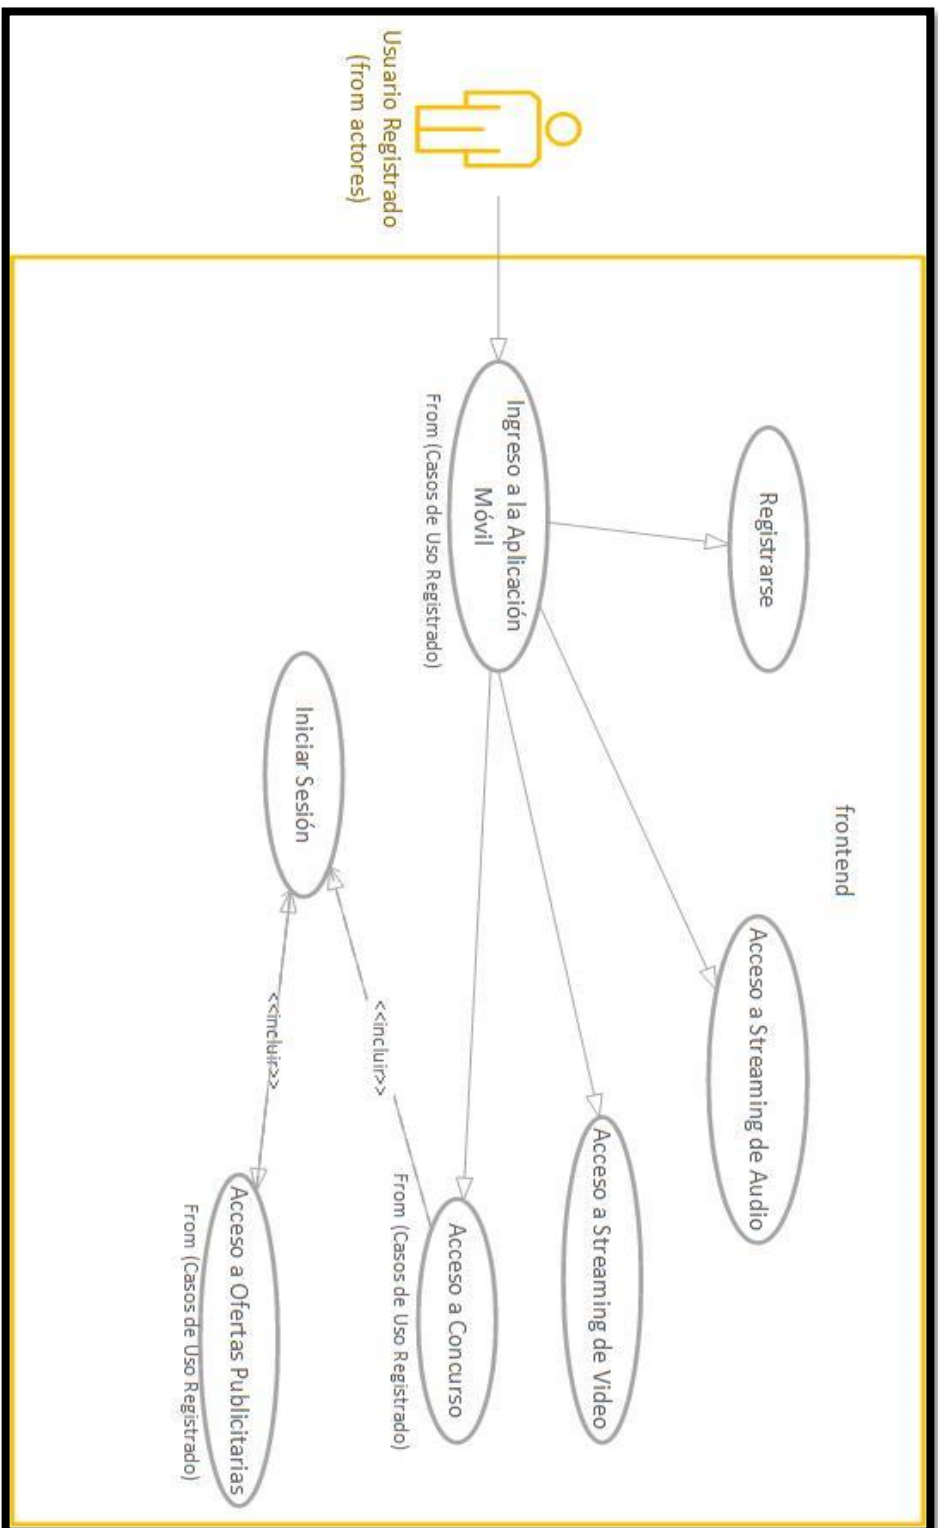 frontend
Registrarse
Acceso a Streaming de Audio
Acceso a Streaming de Video
Ingreso a la Aplicación
Móvil
From (Casos de Uso Registrado)
Usuario Registrado
(from actores)
Acceso a Concurso
From (Casos de Uso Registrado)
<<incluir>>
Iniciar Sesión
<<incluir>>
Acceso a Ofertas Publicitarias
From (Casos de Uso Registrado)